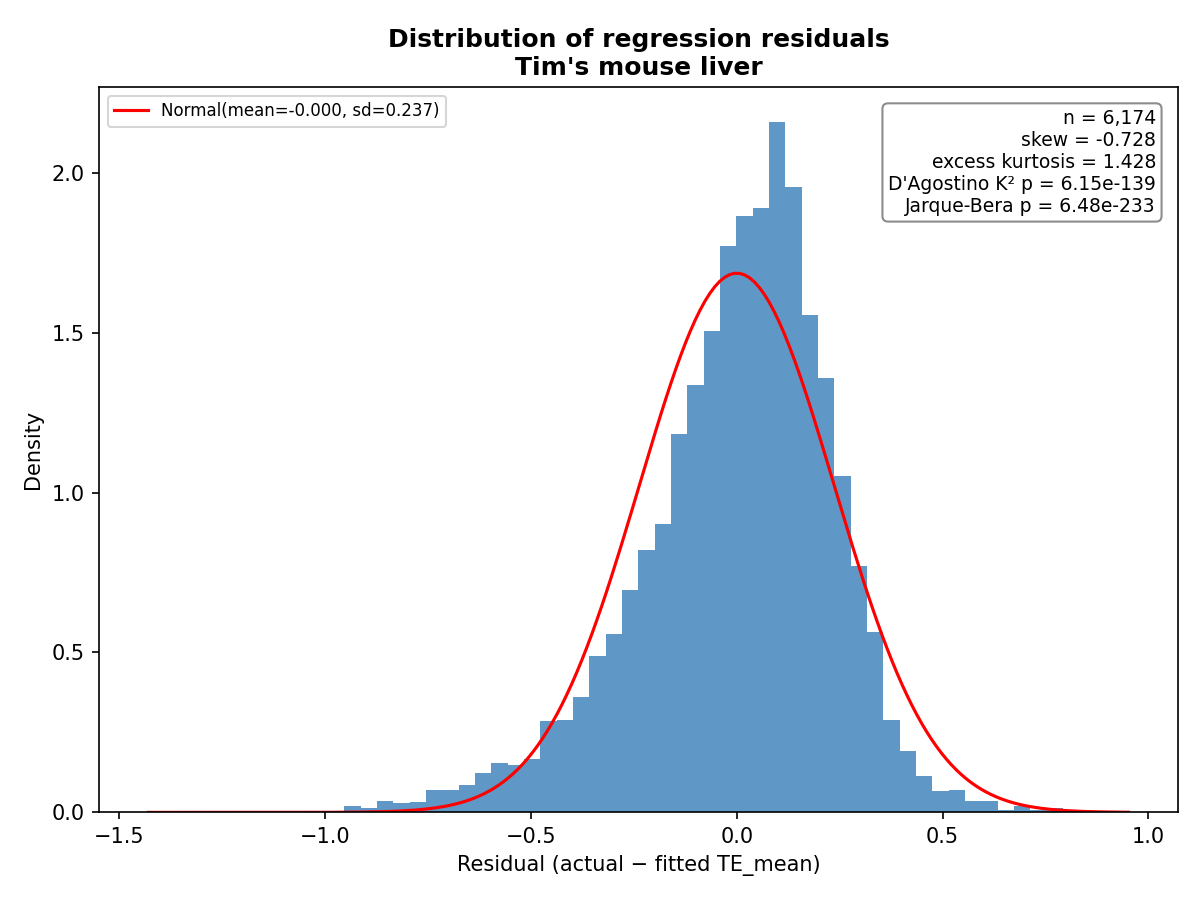 Distribution of regression residuals
Tim's mouse liver
Normal(mean=-0.000, sd=0.237)
n = 6,174
skew = -0.728
excess kurtosis = 1.428
D'Agostino K² p = 6.15e-139
Jarque-Bera p = 6.48e-233
2.0
1.5
1.0
0.5
0.0
Density
−1.5
−1.0
−0.5
0.0
0.5
1.0
Residual (actual − fitted TE_mean)